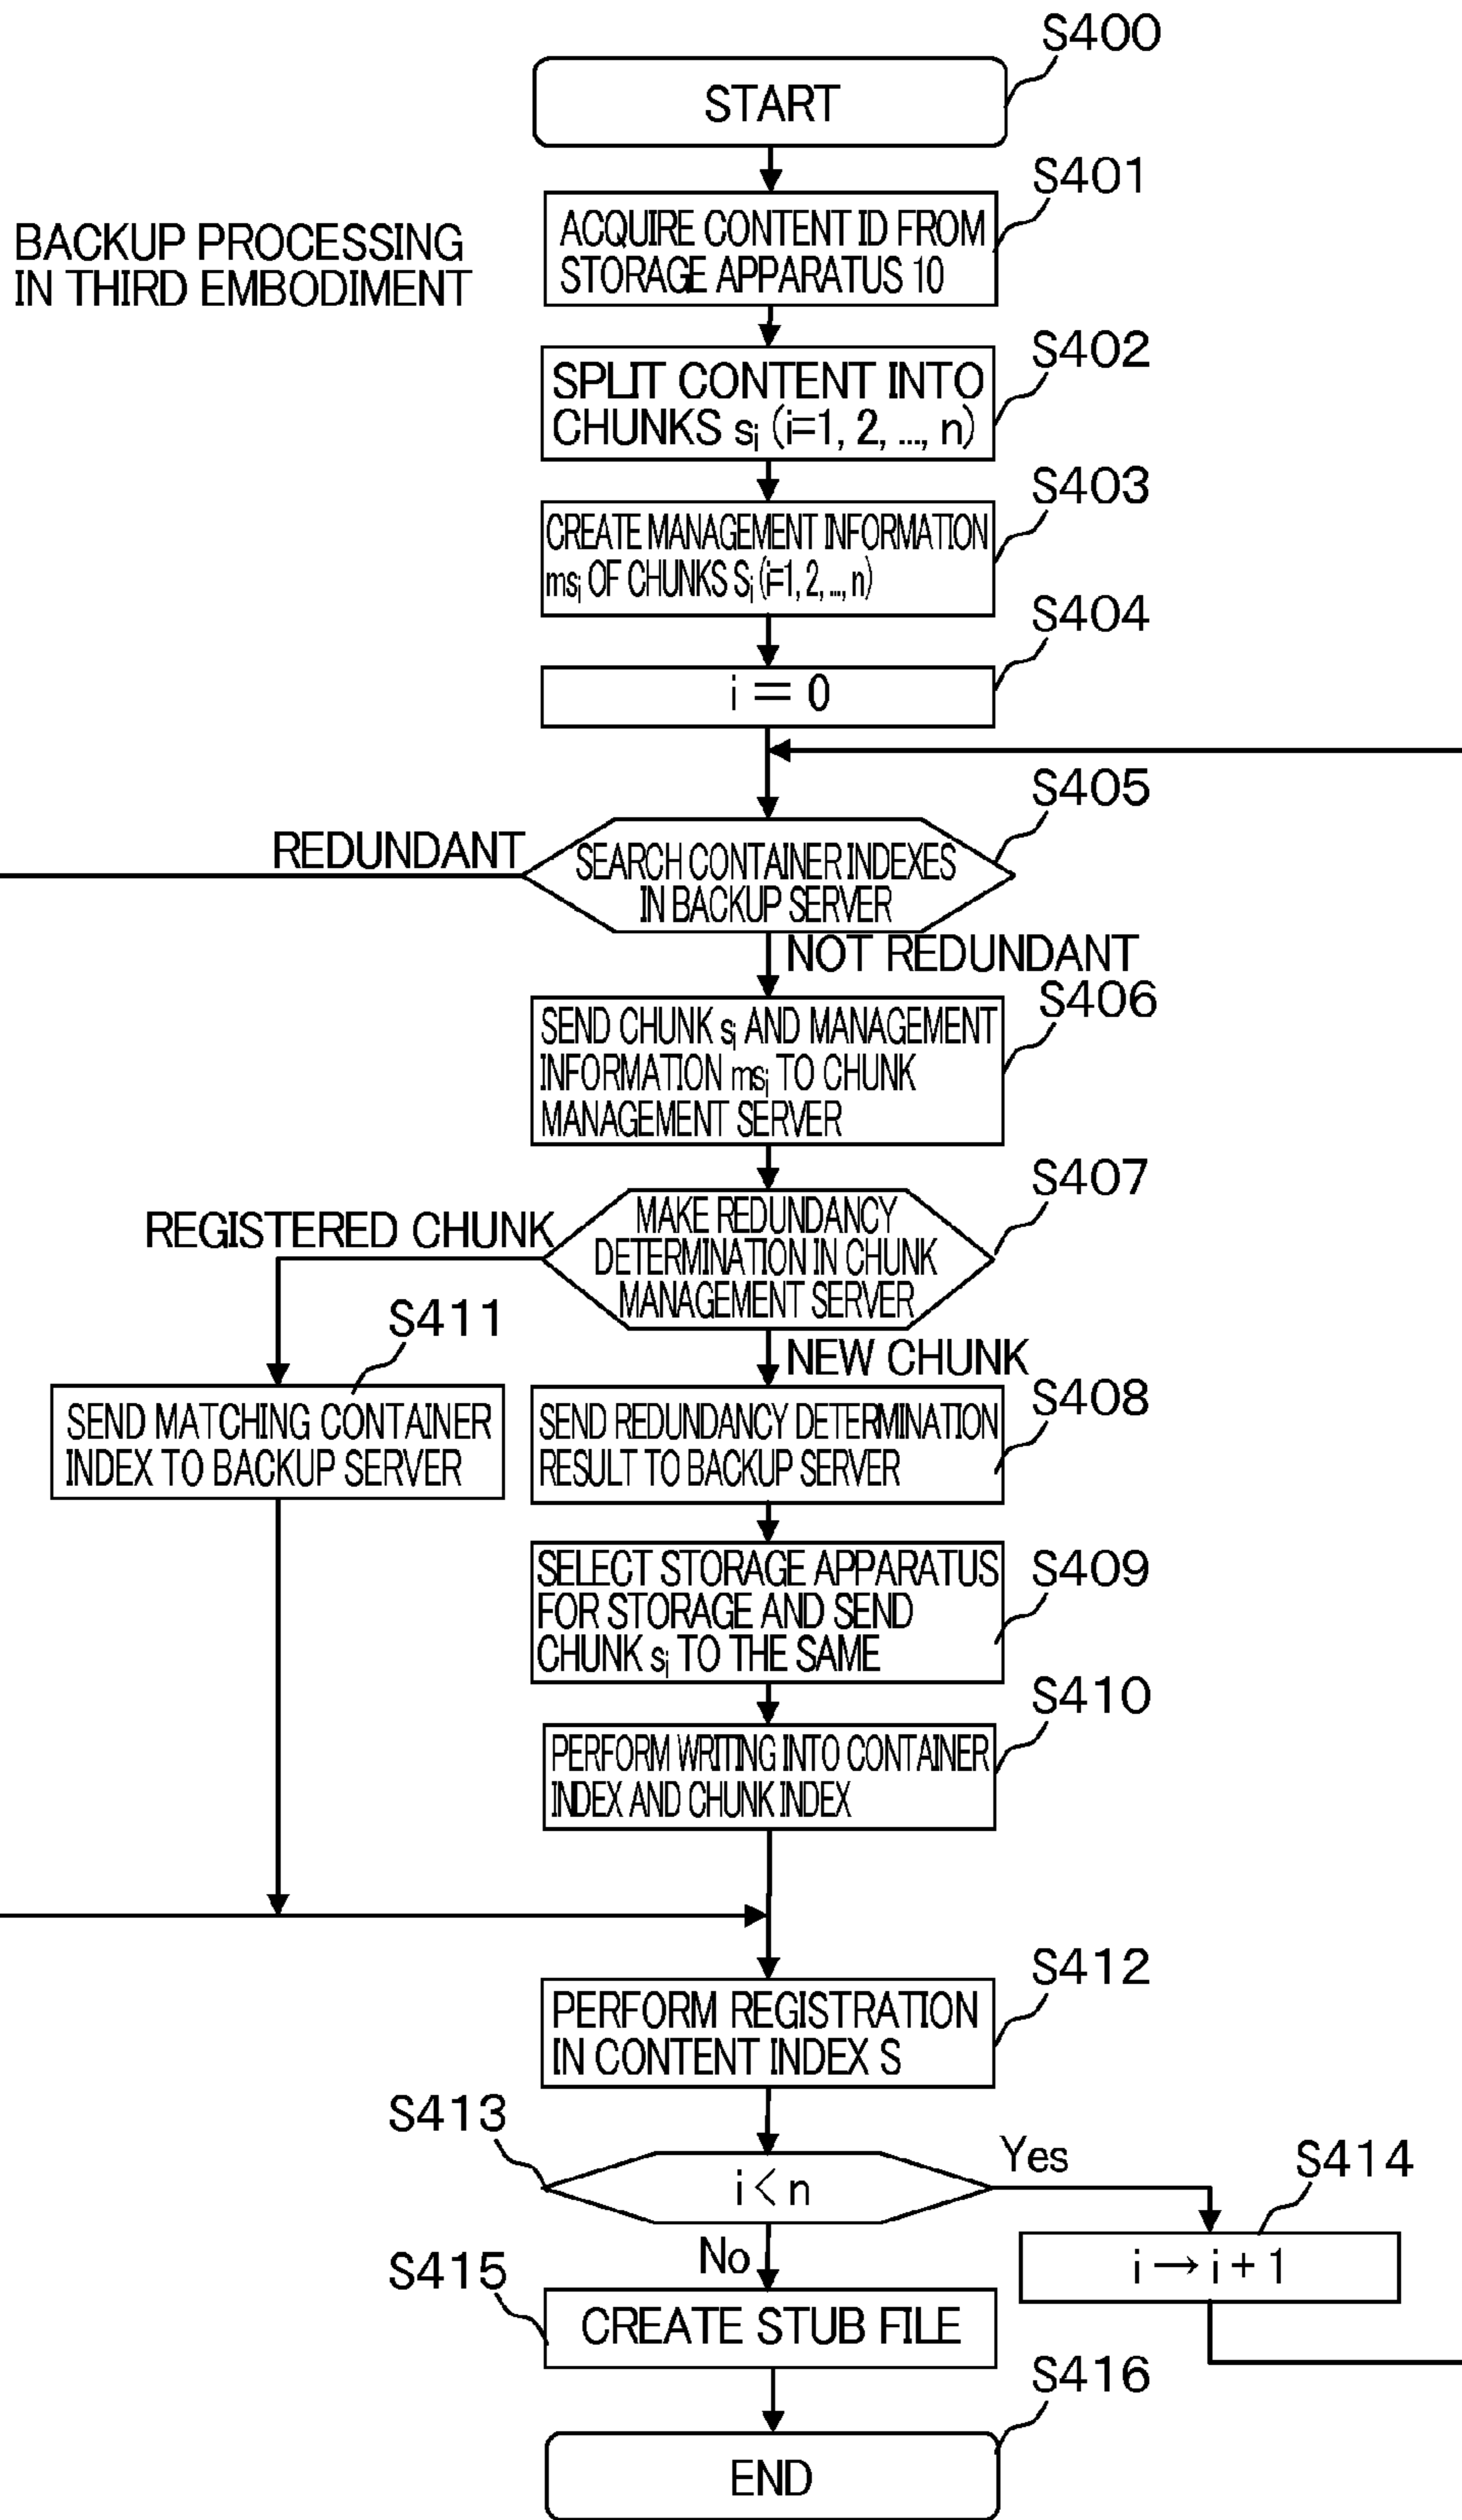 S400
START
S401
BACKUP PROCESSING
IN THIRD EMBODIMENT
ACQUIRE CONTENT ID FROM
STORAGE APPARATUS 10
S402
SPLIT CONTENT INTO
CHUNKS si (i=1, 2, ..., n)
S403
CREATE MANAGEMENT INFORMATION
msi OF CHUNKS Si (i=1, 2, ..., n)
S404
i = 0
S405
REDUNDANT
SEARCH CONTAINER INDEXES
IN BACKUP SERVER
NOT REDUNDANT
S406
SEND CHUNK si AND MANAGEMENT
INFORMATION msi TO CHUNK
MANAGEMENT SERVER
S407
REGISTERED CHUNK
MAKE REDUNDANCY
DETERMINATION IN CHUNK
MANAGEMENT SERVER
S411
NEW CHUNK
S408
SEND MATCHING CONTAINER
INDEX TO BACKUP SERVER
SEND REDUNDANCY DETERMINATION
RESULT TO BACKUP SERVER
S409
SELECT STORAGE APPARATUS
FOR STORAGE AND SEND
CHUNK si TO THE SAME
S410
PERFORM WRITING INTO CONTAINER
INDEX AND CHUNK INDEX
S412
PERFORM REGISTRATION
IN CONTENT INDEX S
S413
i < n
Yes
S414
No
i → i + 1
S415
CREATE STUB FILE
S416
END